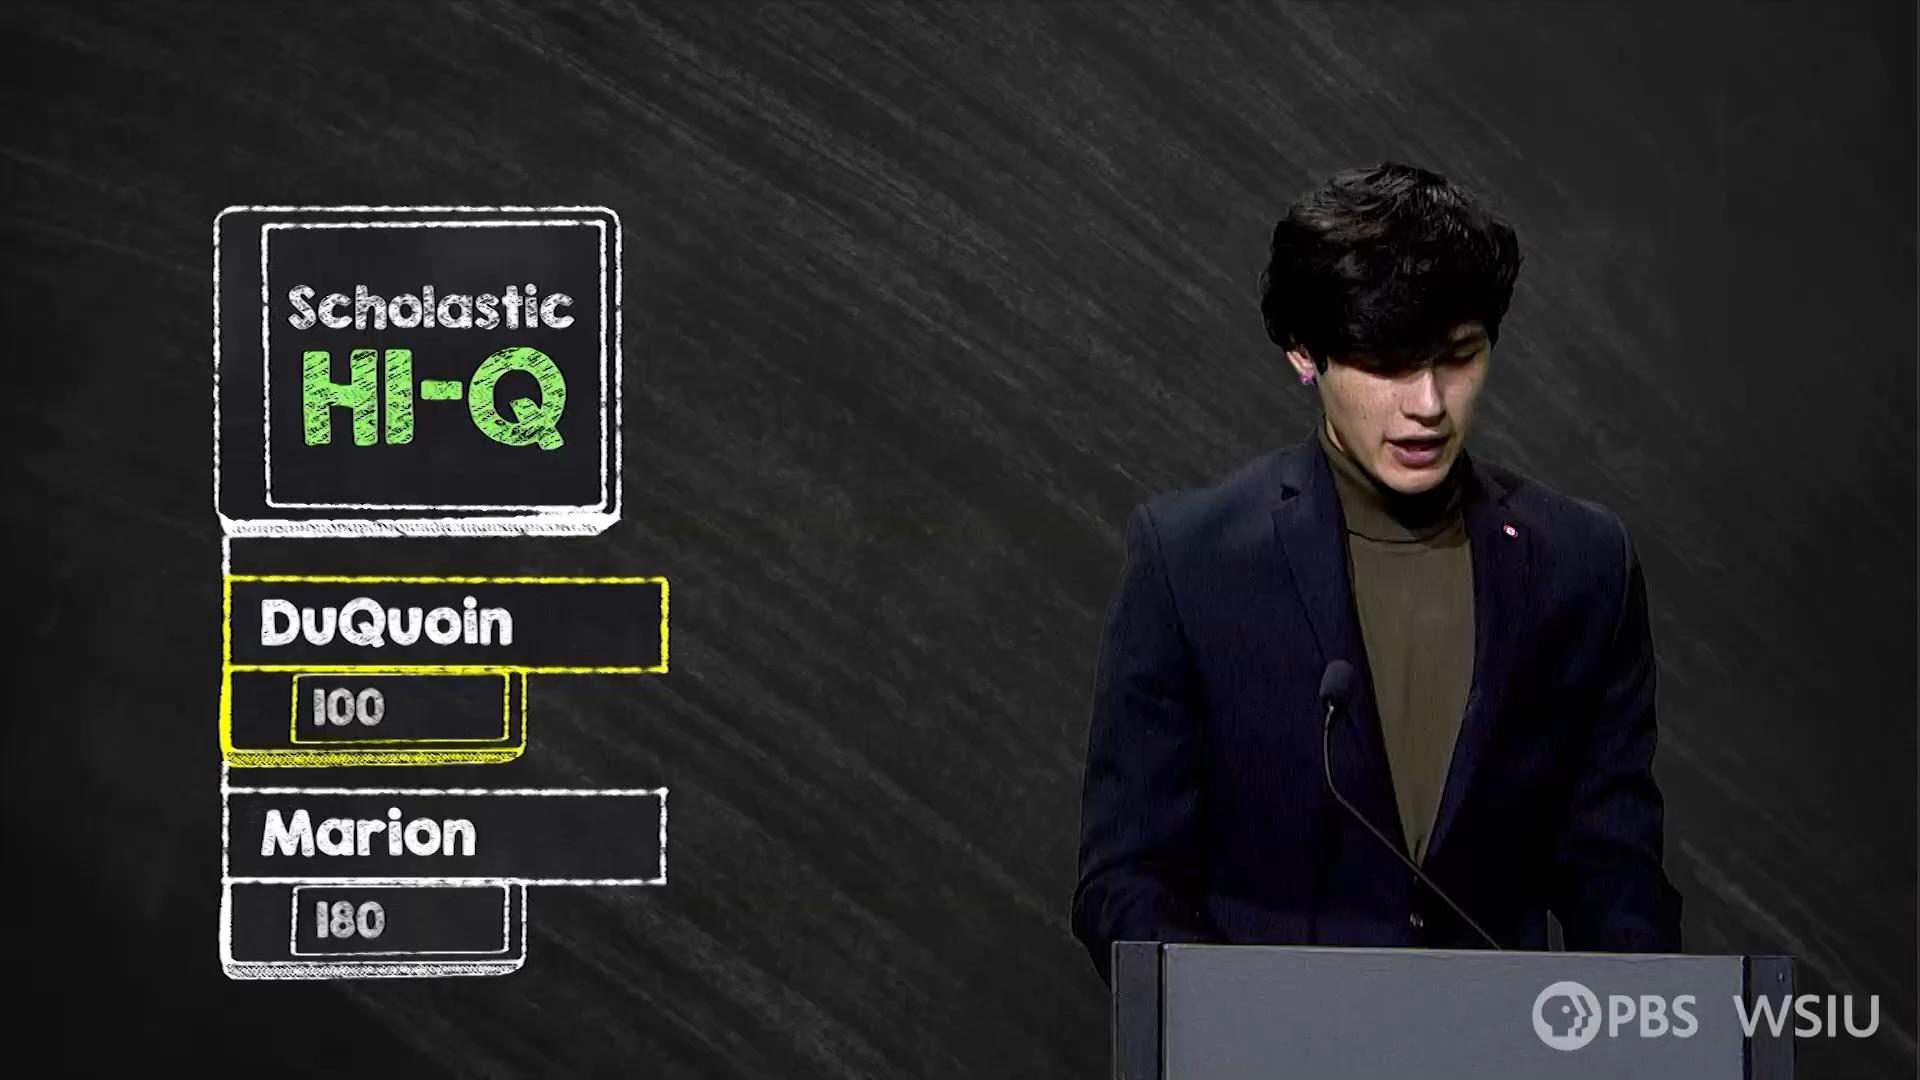 Scholastic
HI-Q
DuQuoin
100
Marion
180
PBS WSIU